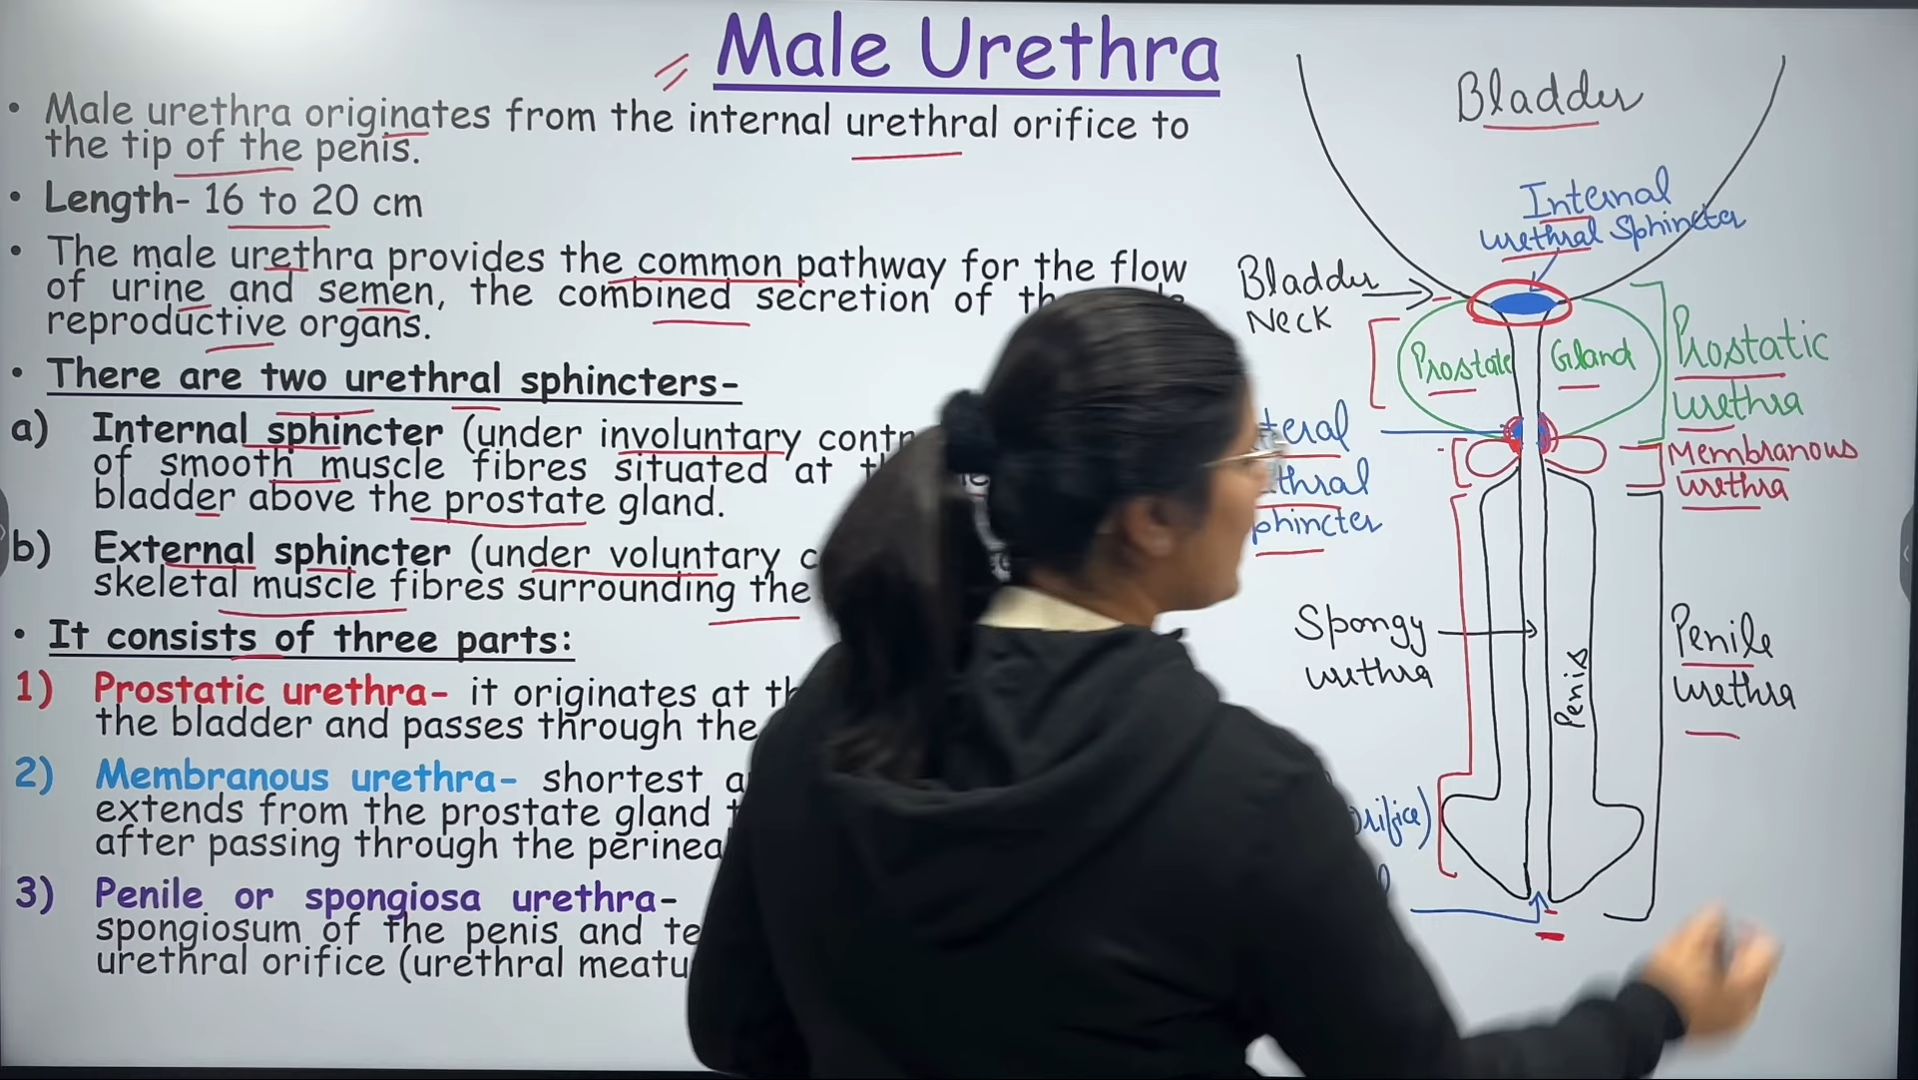 Male Urethra
• Male urethra originates from the internal urethral orifice to
the tip of the penis.
• Length- 16 to 20 cm
• The male urethra provides the common pathway for the flow
of urine and semen, the combined secretion of
reproductive organs.
• There are two urethral sphincters-
a) Internal sphincter (under involuntary
of smooth muscle fibres situated at
bladder above the prostate gland.
b) External sphincter (under voluntary
skeletal muscle fibres surrounding the
• It consists of three parts:
1) Prostatic urethra- it originates at
the bladder and passes through the
2) Membranous urethra- shortest
extends from the prostate gland
after passing through the
3) Penile or spongiosa urethra-
spongiosum of the penis and
urethral orifice (urethral
Bladder
Internal
urethral Sphincter
Bladder
Neck
Prostate Gland
Prostatic
urethra
Membranous
urethra
Spongy
urethra
Penis
Penile
urethra